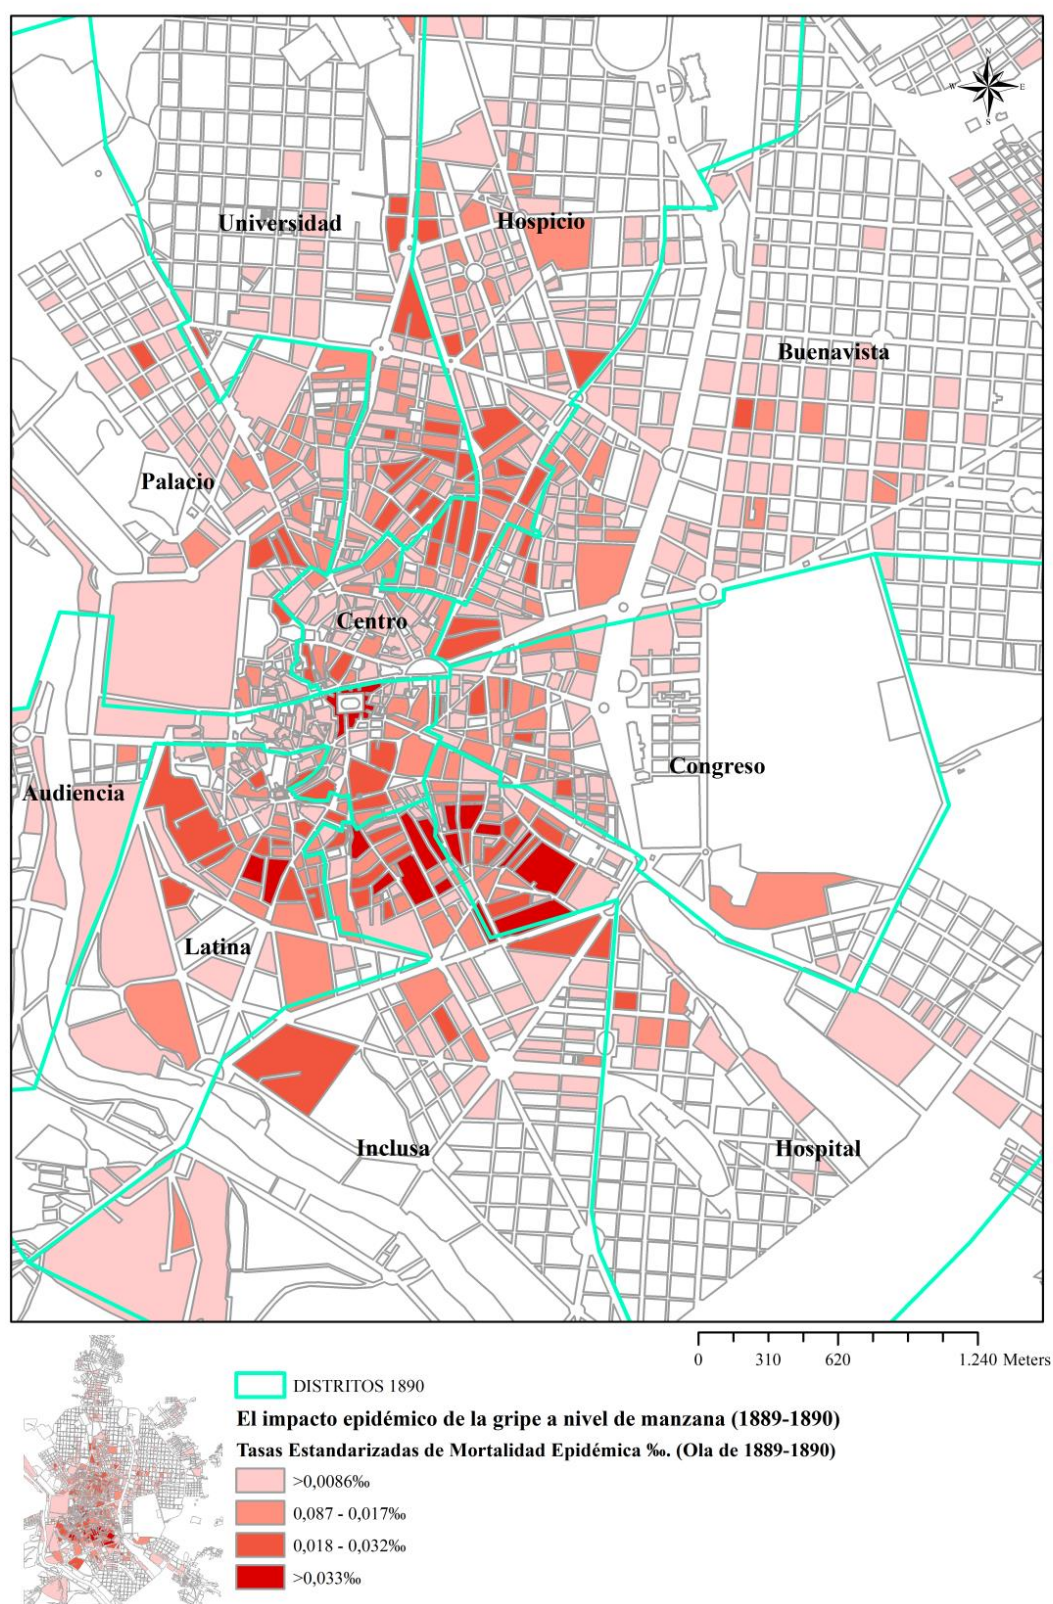 N
W E
S
Universidad
Hospicio
Buenavista
Palacio
Centro
Congreso
Audiencia
Latina
Inclusa
Hospital
0 310 620 1.240 Meters
DISTRITOS 1890
El impacto epidémico de la gripe a nivel de manzana (1889-1890)
Tasas Estandarizadas de Mortalidad Epidémica ‰. (Ola de 1889-1890)
>0,0086‰
0,087 - 0,017‰
0,018 - 0,032‰
>0,033‰